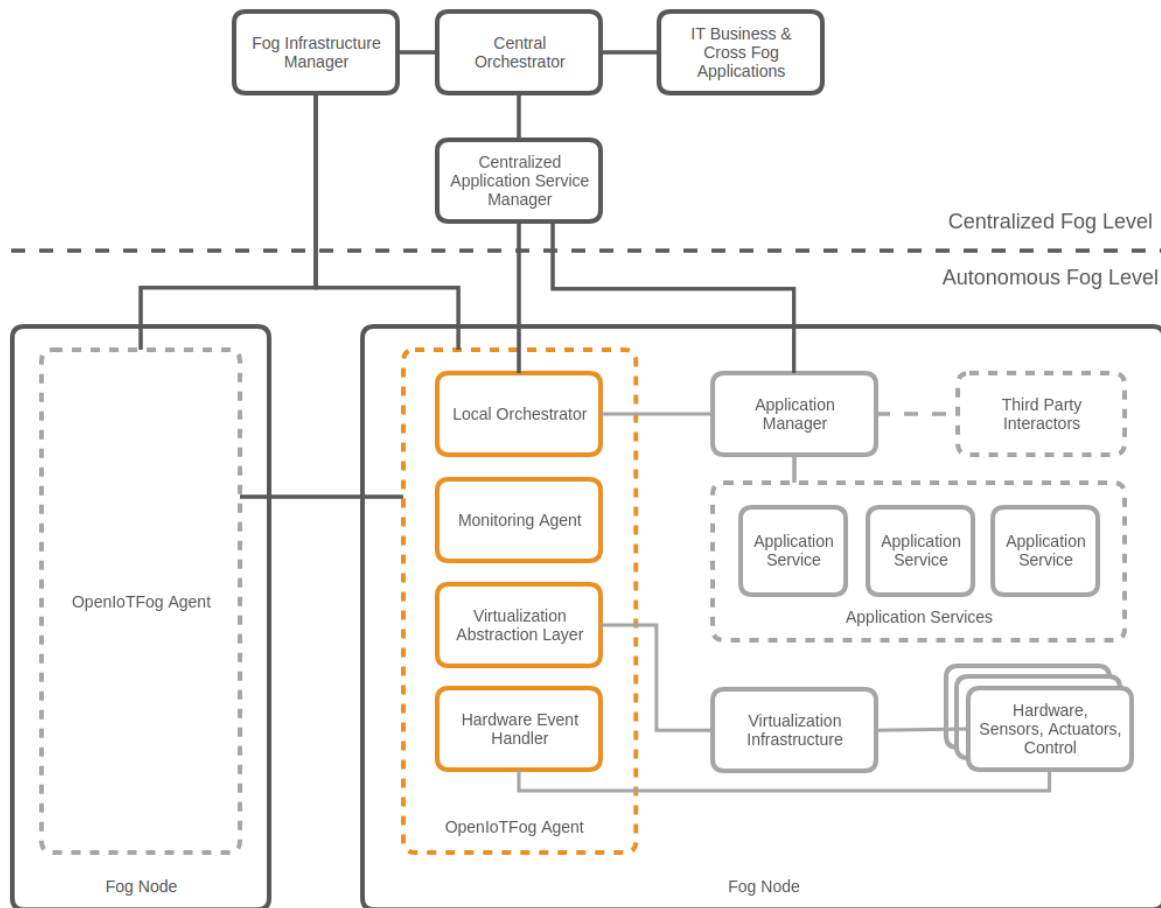 Fog Infrastructure
Manager
Central
Orchestrator
IT Business &
Cross Fog
Applications
Centralized
Application Service
Manager
Centralized Fog Level
Autonomous Fog Level
OpenIoTFog Agent
Fog Node
Local Orchestrator
Monitoring Agent
Virtualization
Abstraction Layer
Hardware Event
Handler
OpenIoTFog Agent
Application
Manager
Third Party
Interactors
Application
Service
Application
Service
Application
Service
Application Services
Virtualization
Infrastructure
Hardware,
Sensors, Actuators,
Control
Fog Node